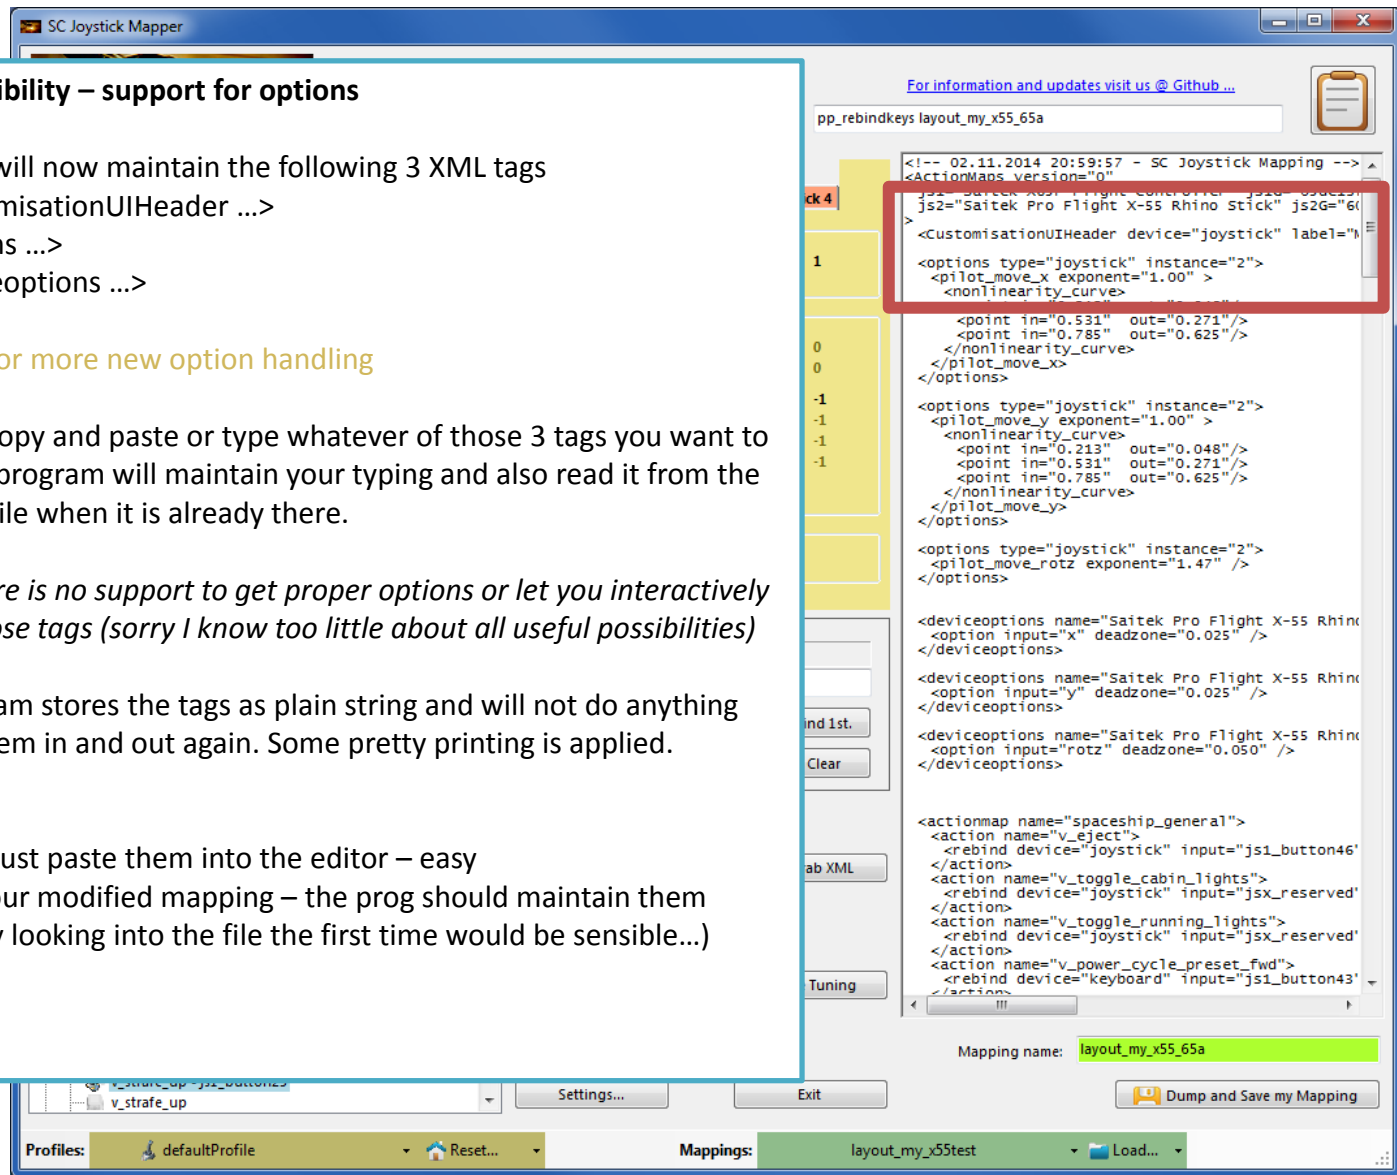 SC Joystick Mapper
ibility – support for options
will now maintain the following 3 XML tags
misationUIHeader ...>
ns ...>
eoptions ...>
or more new option handling
opy and paste or type whatever of those 3 tags you want to
program will maintain your typing and also read it from the
ile when it is already there.
re is no support to get proper options or let you interactively
ose tags (sorry I know too little about all useful possibilities)
am stores the tags as plain string and will not do anything
em in and out again. Some pretty printing is applied.
ust paste them into the editor – easy
our modified mapping – the prog should maintain them
y looking into the file the first time would be sensible...)
For information and updates visit us @ Github ...
pp_rebindkeys layout_my_x55_65a
ck 4
1
0
0
-1
-1
-1
-1
ind 1st.
Clear
ab XML
Tuning
<!-- 02.11.2014 20:59:57 - SC Joystick Mapping -->
<ActionMaps version="0"
js2="Saitek Pro Flight X-55 Rhino Stick" js2G="6
>
<CustomisationUIHeader device="joystick" label="
<options type="joystick" instance="2">
<pilot_move_x exponent="1.00" >
<nonlinearity_curve>
<point in="0.531" out="0.271"/>
<point in="0.785" out="0.625"/>
</nonlinearity_curve>
</pilot_move_x>
</options>
<options type="joystick" instance="2">
<pilot_move_y exponent="1.00" >
<nonlinearity_curve>
<point in="0.213" out="0.048"/>
<point in="0.531" out="0.271"/>
<point in="0.785" out="0.625"/>
</nonlinearity_curve>
</pilot_move_y>
</options>
<options type="joystick" instance="2">
<pilot_move_rotz exponent="1.47" />
</options>
<deviceoptions name="Saitek Pro Flight X-55 Rhin
<option input="x" deadzone="0.025" />
</deviceoptions>
<deviceoptions name="Saitek Pro Flight X-55 Rhin
<option input="y" deadzone="0.025" />
</deviceoptions>
<deviceoptions name="Saitek Pro Flight X-55 Rhin
<option input="rotz" deadzone="0.050" />
</deviceoptions>
<actionmap name="spaceship_general">
<action name="v_eject">
<rebind device="joystick" input="js1_button46"
</action>
<action name="v_toggle_cabin_lights">
<rebind device="joystick" input="jsx_reserved"
</action>
<action name="v_toggle_running_lights">
<rebind device="joystick" input="jsx_reserved"
</action>
<action name="v_power_cycle_preset_fwd">
<rebind device="keyboard" input="js1_button43"
</action>
Mapping name: layout_my_x55_65a
v_strafe_up - js1_button25
v_strafe_up
Settings...
Exit
Dump and Save my Mapping
Profiles: defaultProfile Reset... Mappings: layout_my_x55test Load...